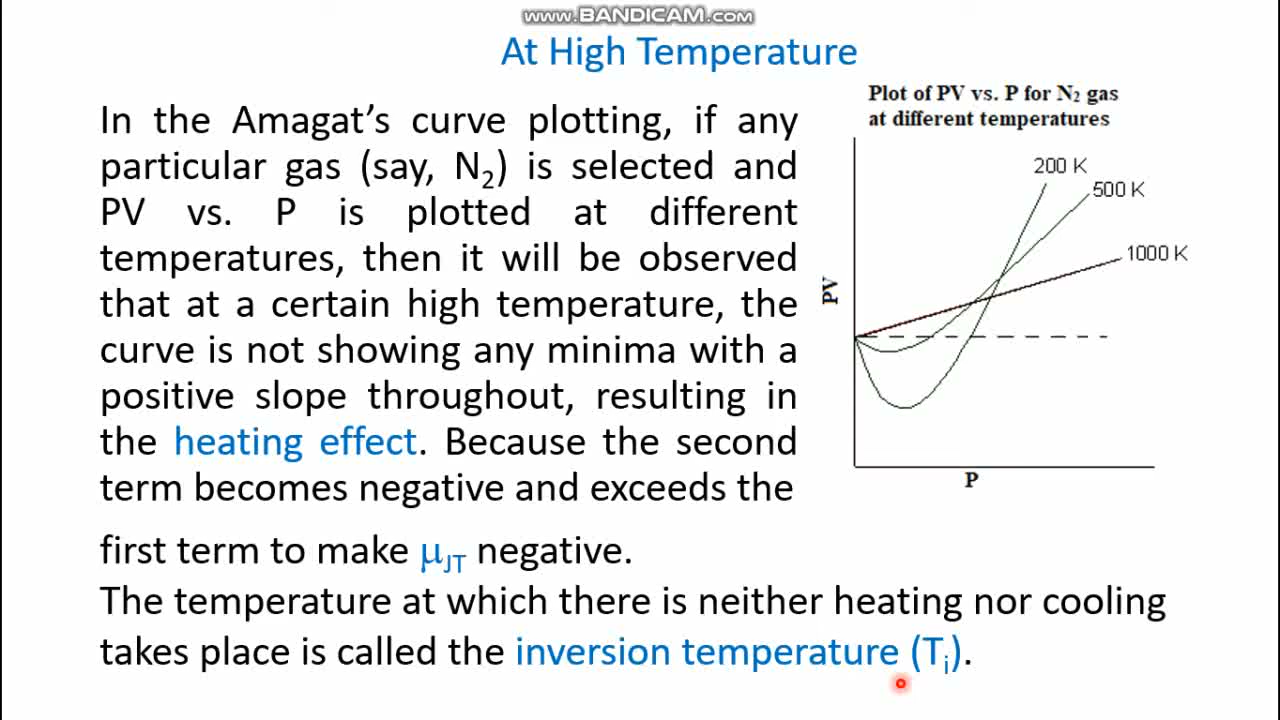 www.BANDICAM.com
At High Temperature
In the Amagat’s curve plotting, if any
particular gas (say, N₂) is selected and
PV vs. P is plotted at different
temperatures, then it will be observed
that at a certain high temperature, the
curve is not showing any minima with a
positive slope throughout, resulting in
the heating effect. Because the second
term becomes negative and exceeds the
first term to make μJT negative.
The temperature at which there is neither heating nor cooling
takes place is called the inversion temperature (Tᵢ).
Plot of PV vs. P for N₂ gas
at different temperatures
200 K
500 K
1000 K
PV
P